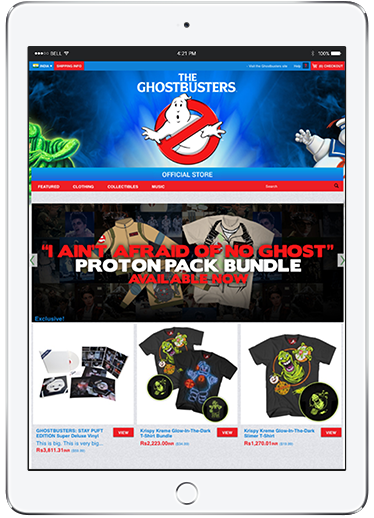 BELL
4:21 PM
100%
INDIA
SHIPPING INFO
Visit the Ghostbusters site
Help
(0) CHECKOUT
THE
GHOSTBUSTERS
OFFICIAL STORE
FEATURED CLOTHING COLLECTIBLES MUSIC
Search
"I AIN'T AFRAID OF NO GHOST"
PROTON PACK BUNDLE
AVAILABLE NOW
Exclusive!
GHOSTBUSTERS: STAY PUFT
EDITION Super Deluxe Vinyl
This is big. This is very big...
Rs3,811.31
VIEW
Krispy Kreme Glow-In-The-Dark
T-Shirt Bundle
Rs2,223.00
VIEW
Krispy Kreme Glow-In-The-Dark
Slimer T-Shirt
Rs1,270.01
VIEW